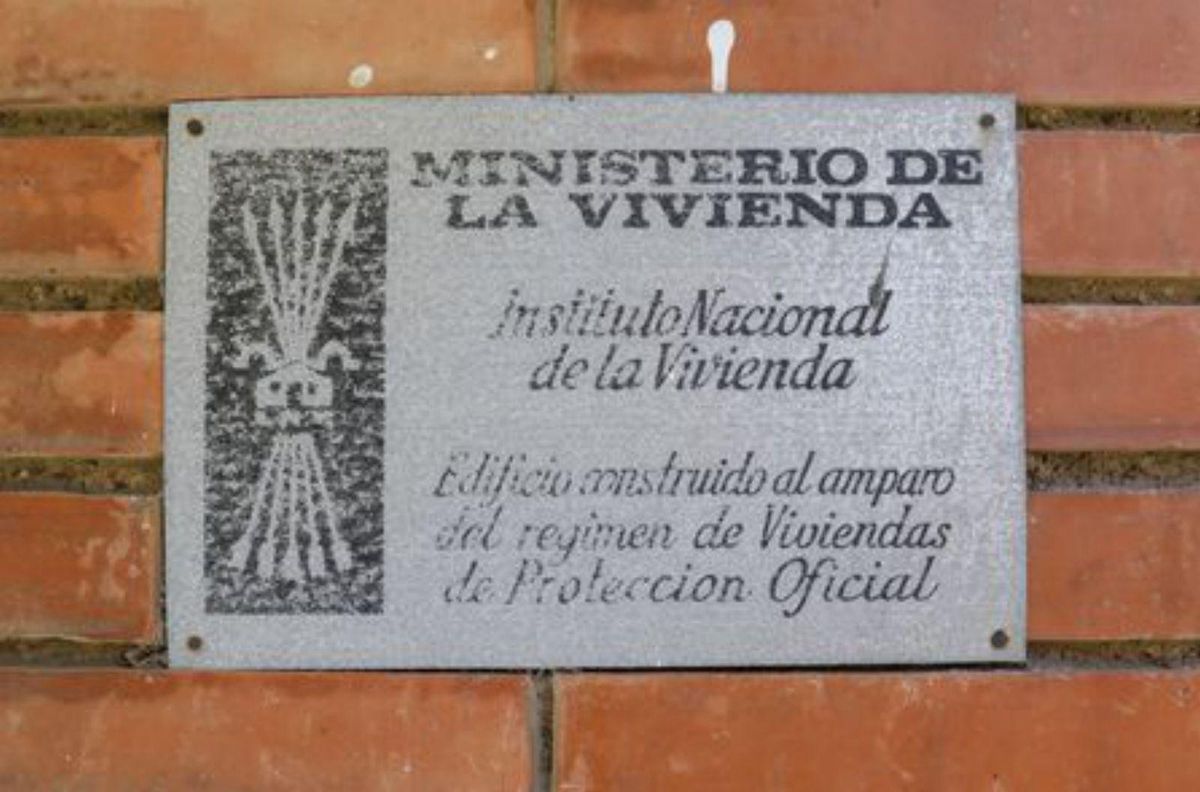 MINISTERIO DE
LA VIVIENDA
Instituto Nacional
de la Vivienda
Edificio construido al amparo
del regimen de Viviendas
de Proteccion Oficial